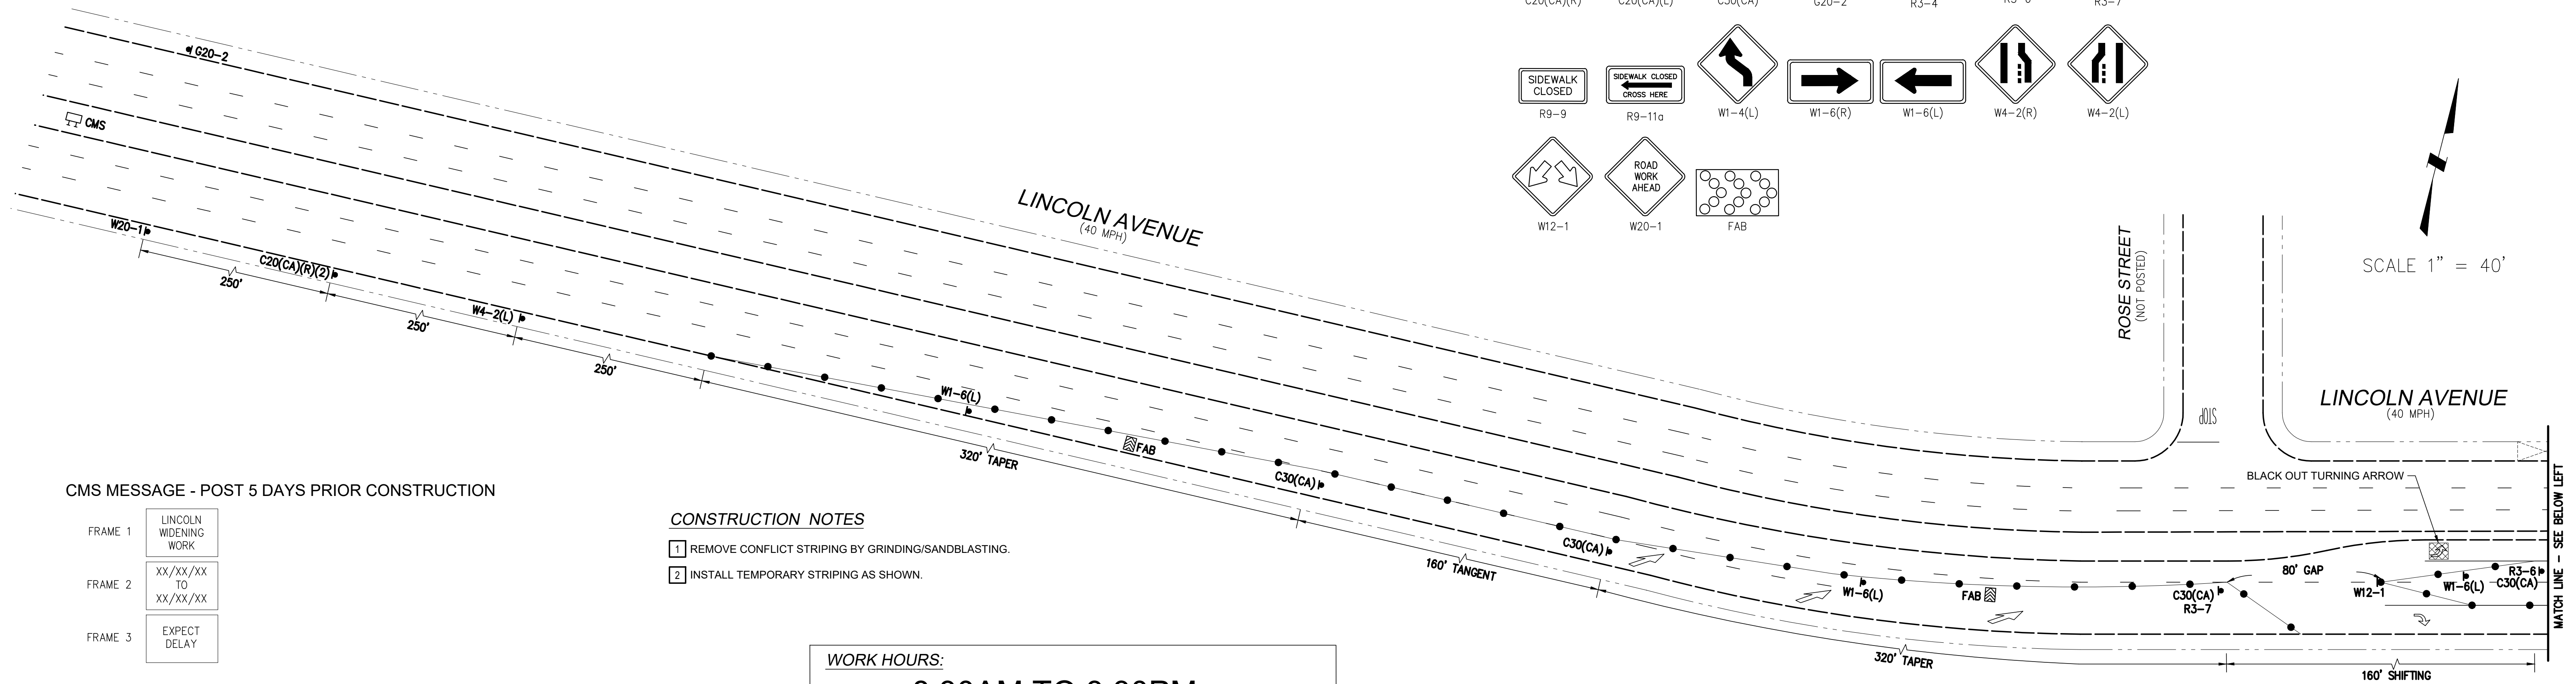 C20(CA)(R)
C20(CA)(L)
C30(CA)
G20-2
R3-4
R3-7
SIDEWALK
CLOSED
R9-9
SIDEWALK CLOSED
CROSS HERE
R9-11a
W1-4(L)
W1-6(R)
W1-6(L)
W4-2(R)
W4-2(L)
W12-1
ROAD
WORK
AHEAD
W20-1
FAB
SCALE 1" = 40'
G20-2
CMS
W20-1
C20(CA)(R)(2)
W4-2(L)
250'
250'
250'
LINCOLN AVENUE
(40 MPH)
W1-6(L)
FAB
C30(CA)
320' TAPER
C30(CA)
160' TANGENT
W1-6(L)
FAB
C30(CA)
R3-7
320' TAPER
ROSE STREET
(NOT POSTED)
STOP
LINCOLN AVENUE
(40 MPH)
BLACK OUT TURNING ARROW
80' GAP
W12-1
W1-6(L)
R3-6
C30(CA)
160' SHIFTING
MATCH LINE - SEE BELOW LEFT
CMS MESSAGE - POST 5 DAYS PRIOR CONSTRUCTION
FRAME 1
LINCOLN
WIDENING
WORK
FRAME 2
XX/XX/XX
TO
XX/XX/XX
FRAME 3
EXPECT
DELAY
CONSTRUCTION NOTES
1 REMOVE CONFLICT STRIPING BY GRINDING/SANDBLASTING.
2 INSTALL TEMPORARY STRIPING AS SHOWN.
WORK HOURS: